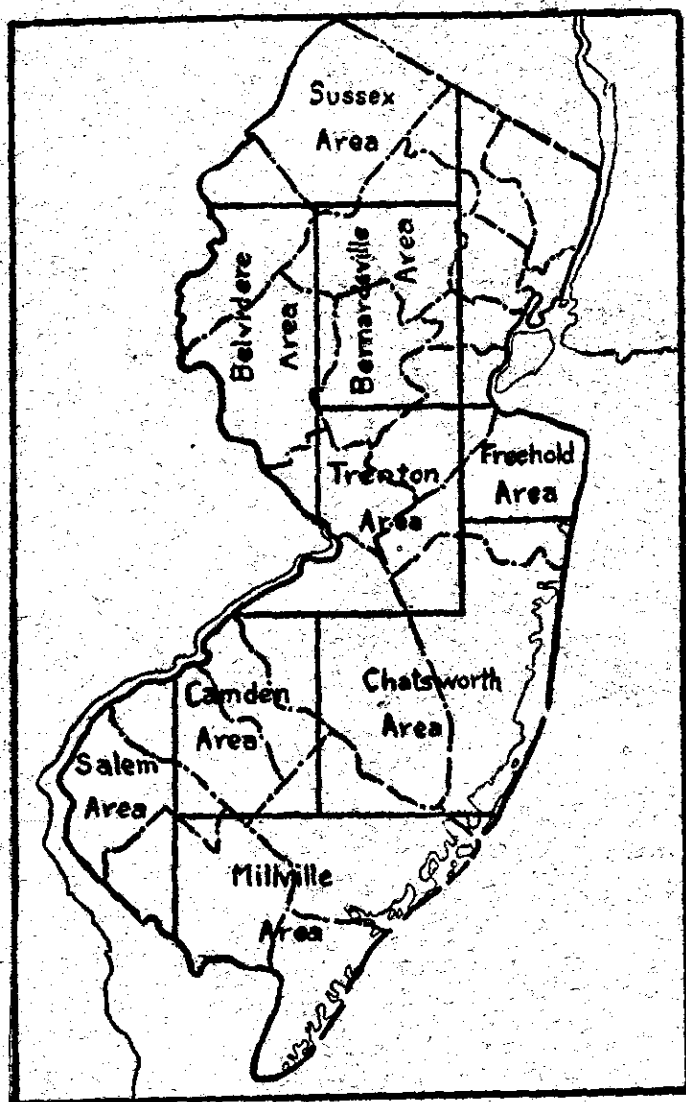 Sussex
Area
Belvidere
Area
Bernardsville
Area
Trenton
Area
Freehold
Area
Camden
Area
Chatsworth
Area
Salem
Area
Millville
Area